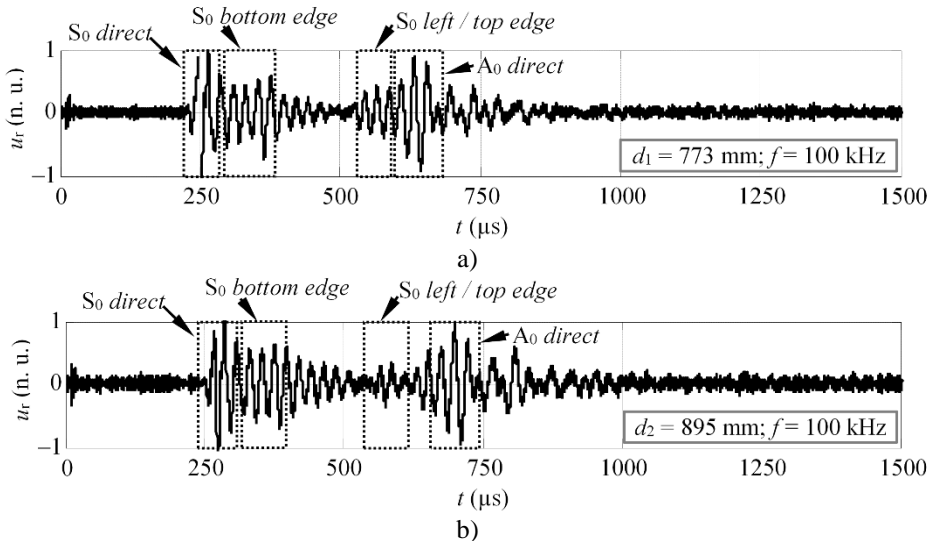 S₀ bottom edge
S₀ left / top edge
S₀ direct
A₀ direct
uᵣ (n. u.)
1
0
−1
d₁ = 773 mm; f = 100 kHz
0 250 500 750 1000 1250 1500
t (µs)
a)
S₀ bottom edge
S₀ left / top edge
S₀ direct
A₀ direct
uᵣ (n. u.)
1
0
−1
d₂ = 895 mm; f = 100 kHz
0 250 500 750 1000 1250 1500
t (µs)
b)